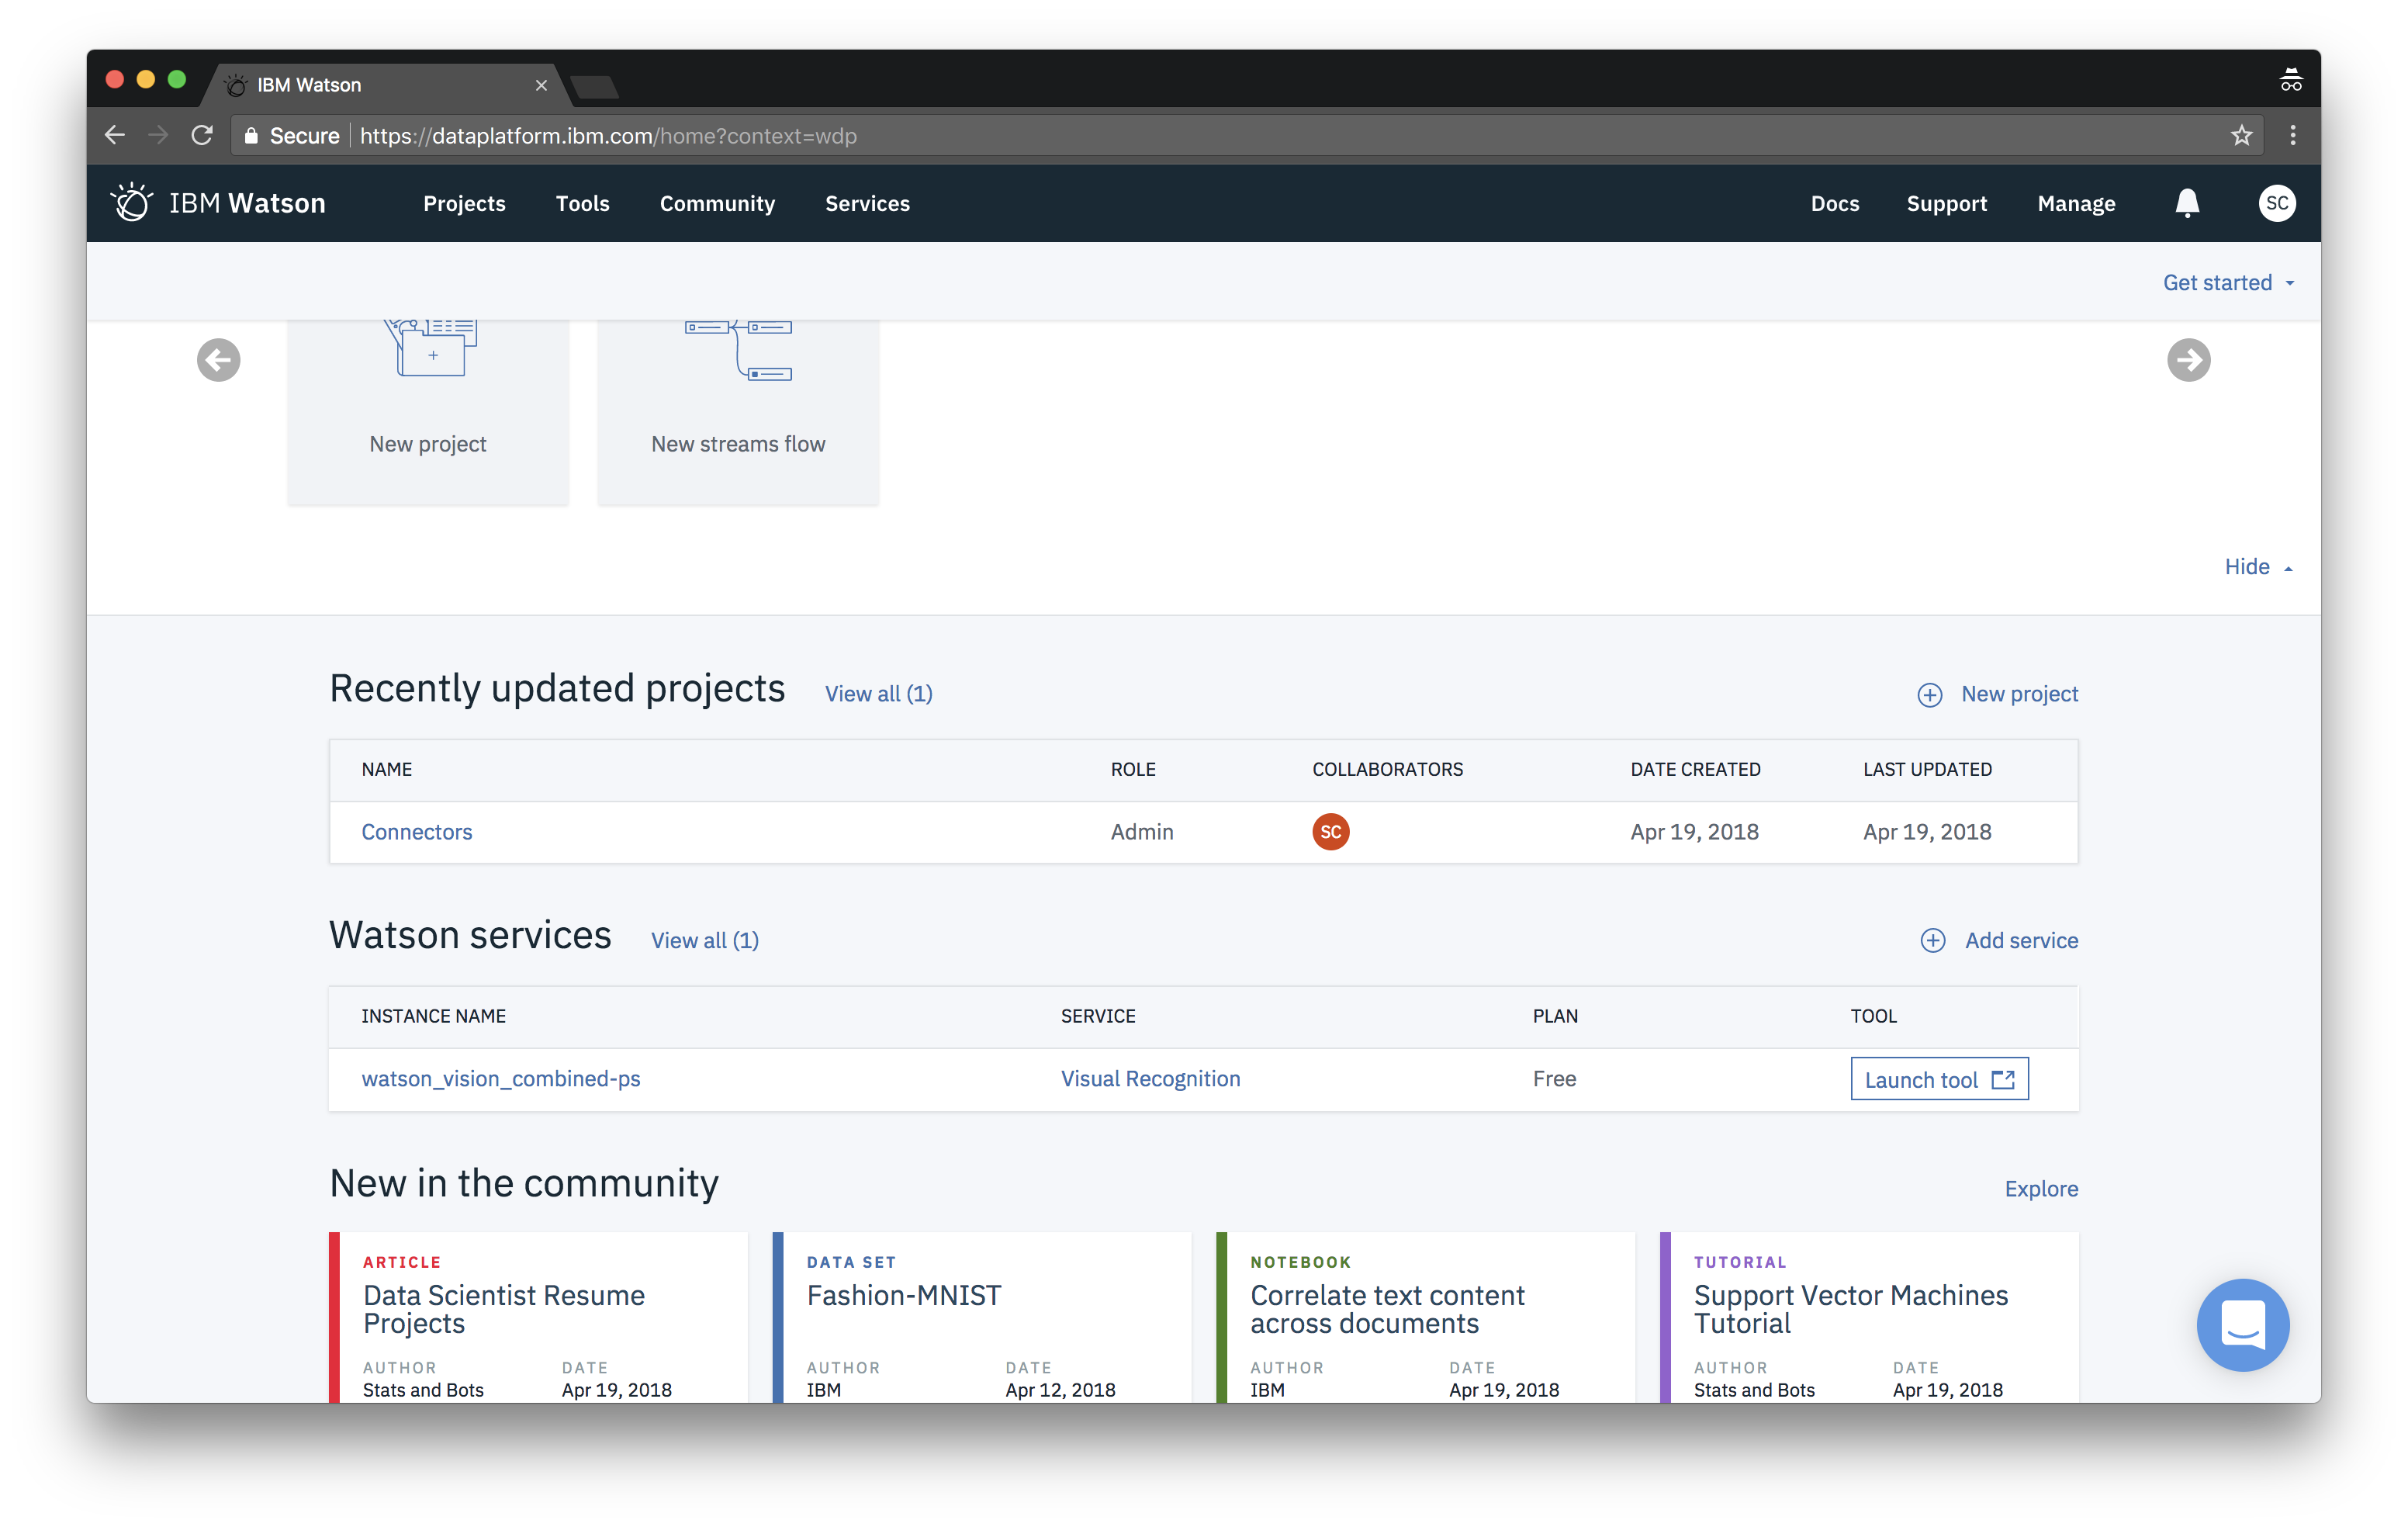 IBM Watson
Secure https://dataplatform.ibm.com/home?context=wdp
IBM Watson Projects Tools Community Services Docs Support Manage SC
Get started
New project New streams flow
Hide
Recently updated projects View all (1) New project
NAME ROLE COLLABORATORS DATE CREATED LAST UPDATED
Connectors Admin SC Apr 19, 2018 Apr 19, 2018
Watson services View all (1) Add service
INSTANCE NAME SERVICE PLAN TOOL
watson_vision_combined-ps Visual Recognition Free Launch tool
New in the community Explore
ARTICLE
Data Scientist Resume
Projects
AUTHOR DATE
Stats and Bots Apr 19, 2018
DATA SET
Fashion-MNIST
AUTHOR DATE
IBM Apr 12, 2018
NOTEBOOK
Correlate text content
across documents
AUTHOR DATE
IBM Apr 19, 2018
TUTORIAL
Support Vector Machines
Tutorial
AUTHOR DATE
Stats and Bots Apr 19, 2018